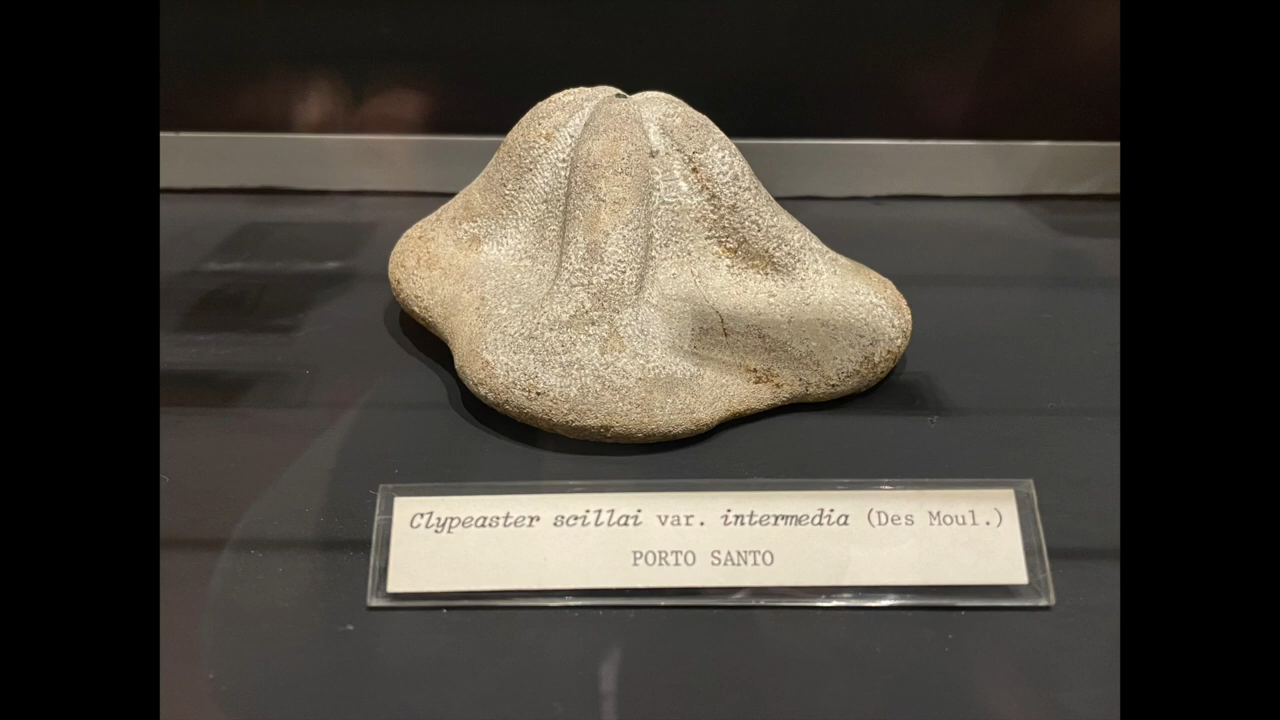 Clypeaster scillai var. intermedia (Des Moul.)
PORTO SANTO